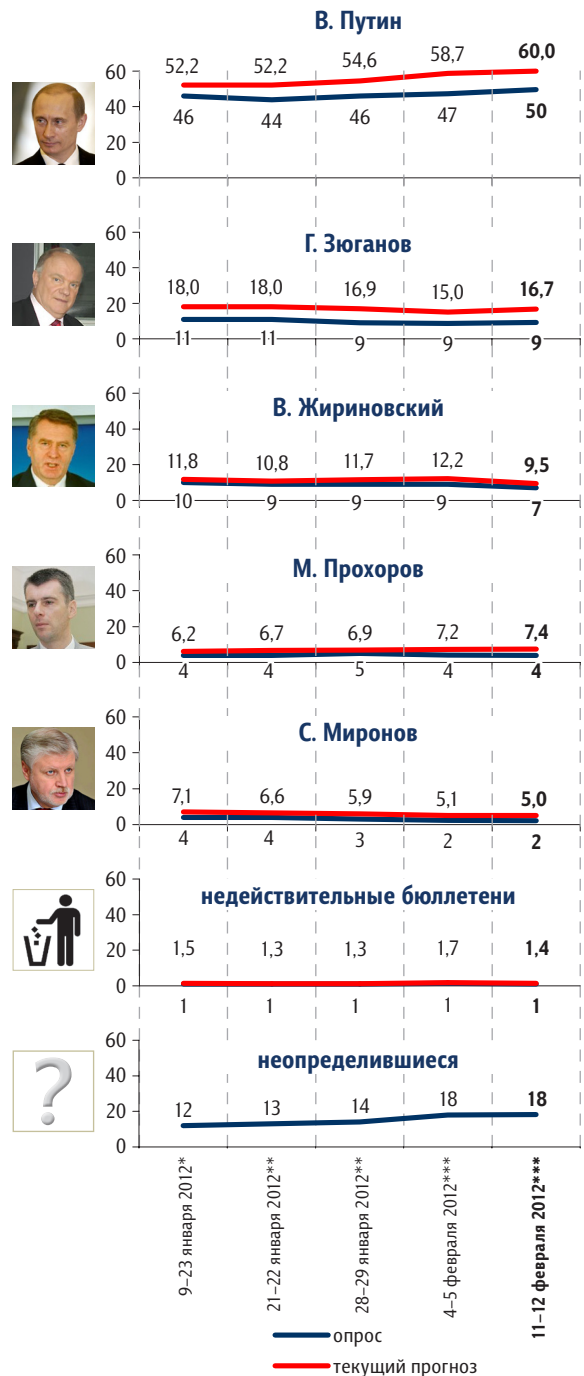 В. Путин
52,2 52,2 54,6 58,7 60,0
60
40
46 44 46 47 50
20
0
Г. Зюганов
60
40
18,0 18,0 16,9 15,0 16,7
20
0
11 11 9 9 9
В. Жириновский
60
40
11,8 10,8 11,7 12,2 9,5
20
0
10 9 9 9 7
М. Прохоров
60
40
6,2 6,7 6,9 7,2 7,4
20
0
4 4 5 4 4
С. Миронов
60
40
7,1 6,6 5,9 5,1 5,0
20
0
4 4 3 2 2
недействительные бюллетени
60
40
1,5 1,3 1,3 1,7 1,4
20
0
1 1 1 1 1
неопределившиеся
60
40
12 13 14 18 18
20
0
9–23 января 2012*
21–22 января 2012**
28–29 января 2012**
4–5 февраля 2012***
11–12 февраля 2012***
опрос
текущий прогноз